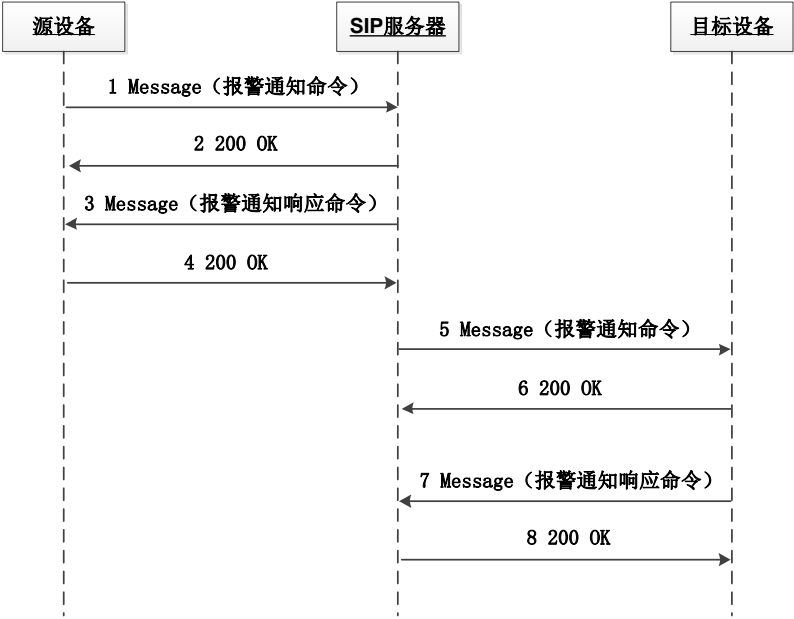 源设备
SIP服务器
目标设备
1 Message（报警通知命令）
2 200 OK
3 Message（报警通知响应命令）
4 200 OK
5 Message（报警通知命令）
6 200 OK
7 Message（报警通知响应命令）
8 200 OK